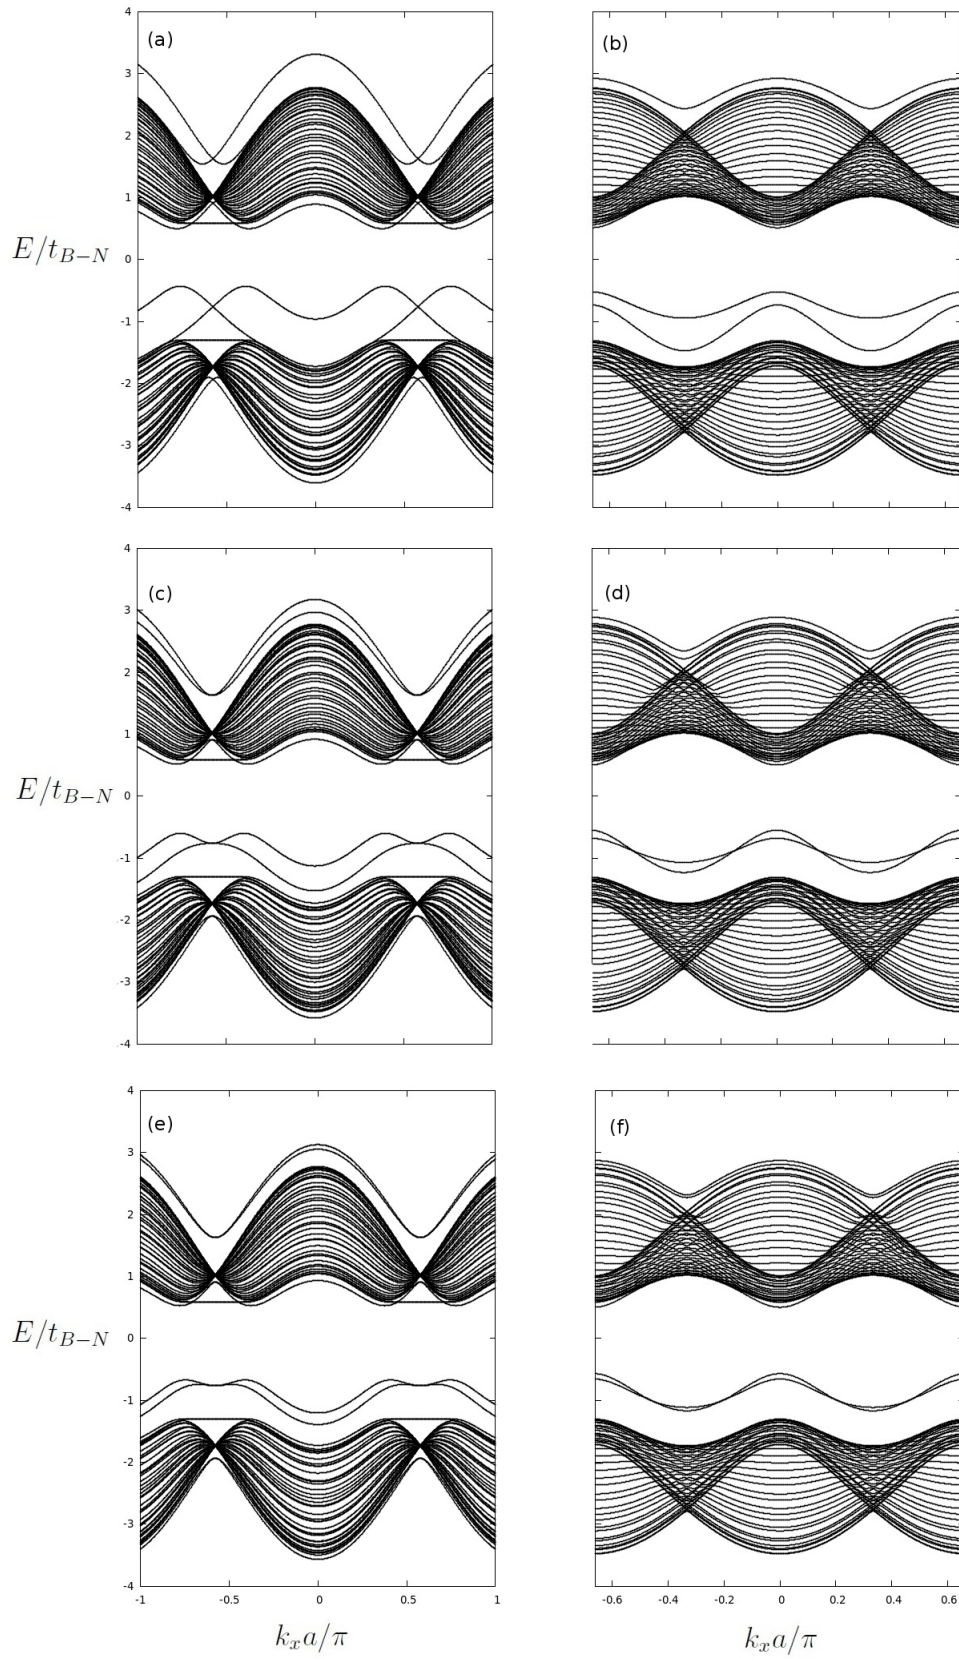 4
(a)
(b)
3
2
1
E/t_{B−N}
0
-1
-2
-3
-4
4
(c)
(d)
3
2
1
E/t_{B−N}
0
-1
-2
-3
-4
4
(e)
(f)
3
2
1
E/t_{B−N}
0
-1
-2
-3
-4
-1 -0.5 0 0.5 1
-0.6 -0.4 -0.2 0 0.2 0.4 0.6
k_x a/π
k_x a/π